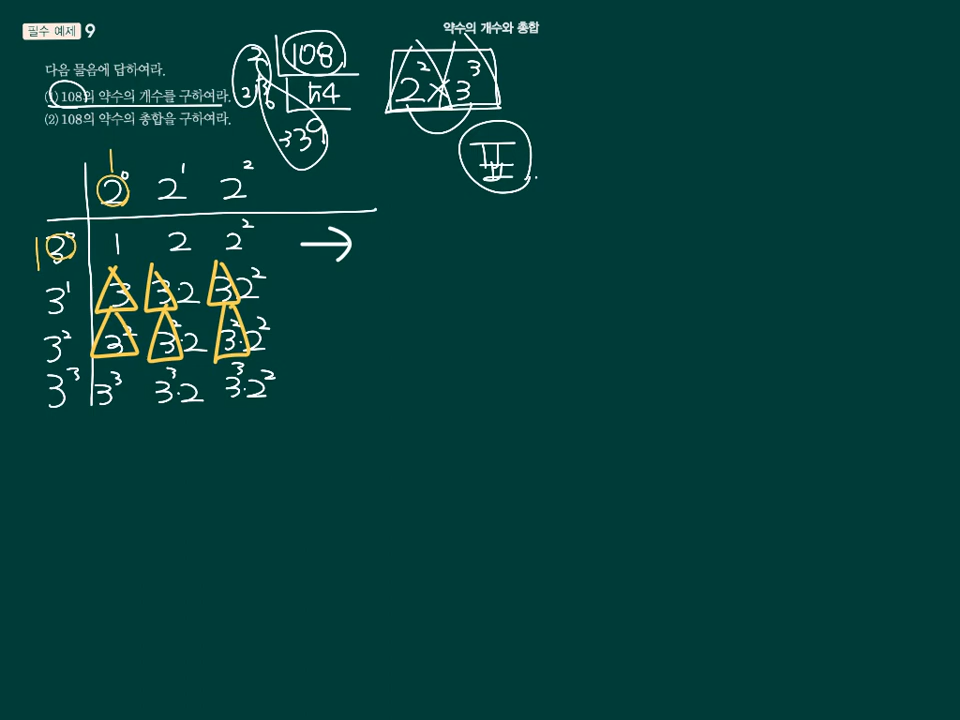 필수 예제 9
약수의 개수와 총합
다음 물음에 답하여라.
(1) 108의 약수의 개수를 구하여라.
(2) 108의 약수의 총합을 구하여라.
2 108
2 54
3 3 9
2² × 3³
1
2⁰ 2¹ 2²
1 3⁰ 1 2 2² →
3¹ 3 3·2 3·2²
3² 3² 3²·2 3²·2²
3³ 3³ 3³·2 3³·2²